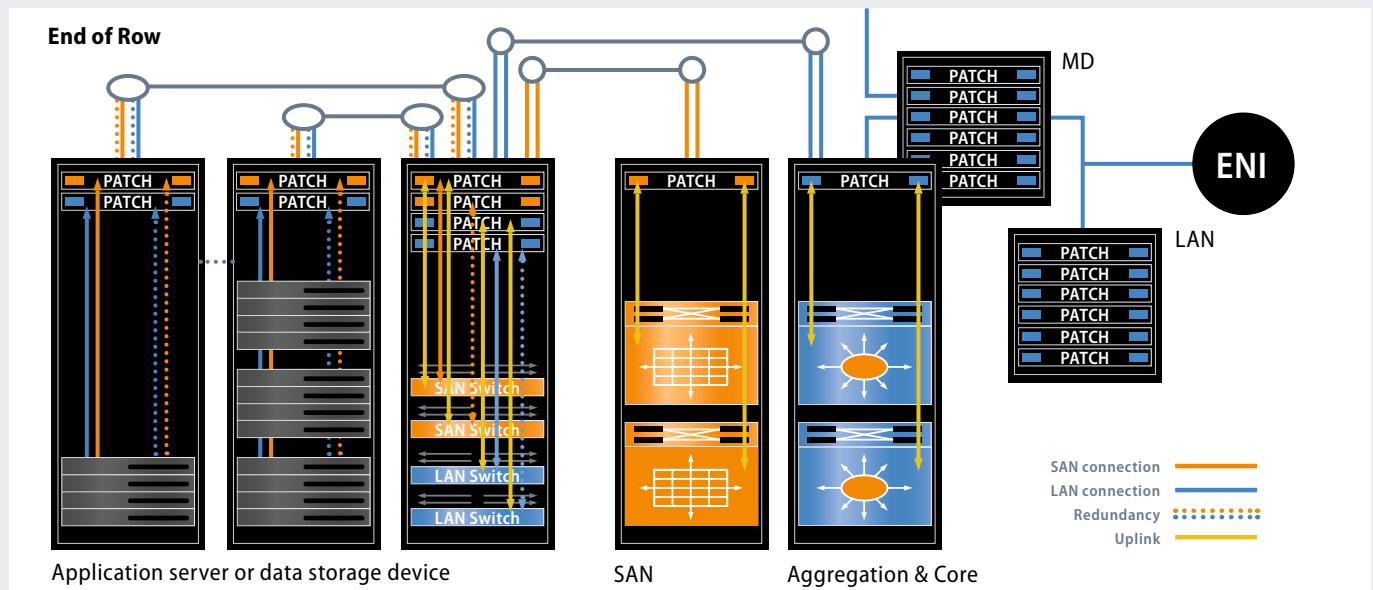 End of Row
MD
PATCH
PATCH
PATCH
PATCH
PATCH
PATCH
ENI
PATCH
PATCH
PATCH
PATCH
PATCH
PATCH
PATCH
PATCH
SAN Switch
SAN Switch
LAN Switch
LAN Switch
PATCH
PATCH
LAN
PATCH
PATCH
PATCH
PATCH
PATCH
PATCH
SAN connection
LAN connection
Redundancy
Uplink
Application server or data storage device
SAN
Aggregation & Core